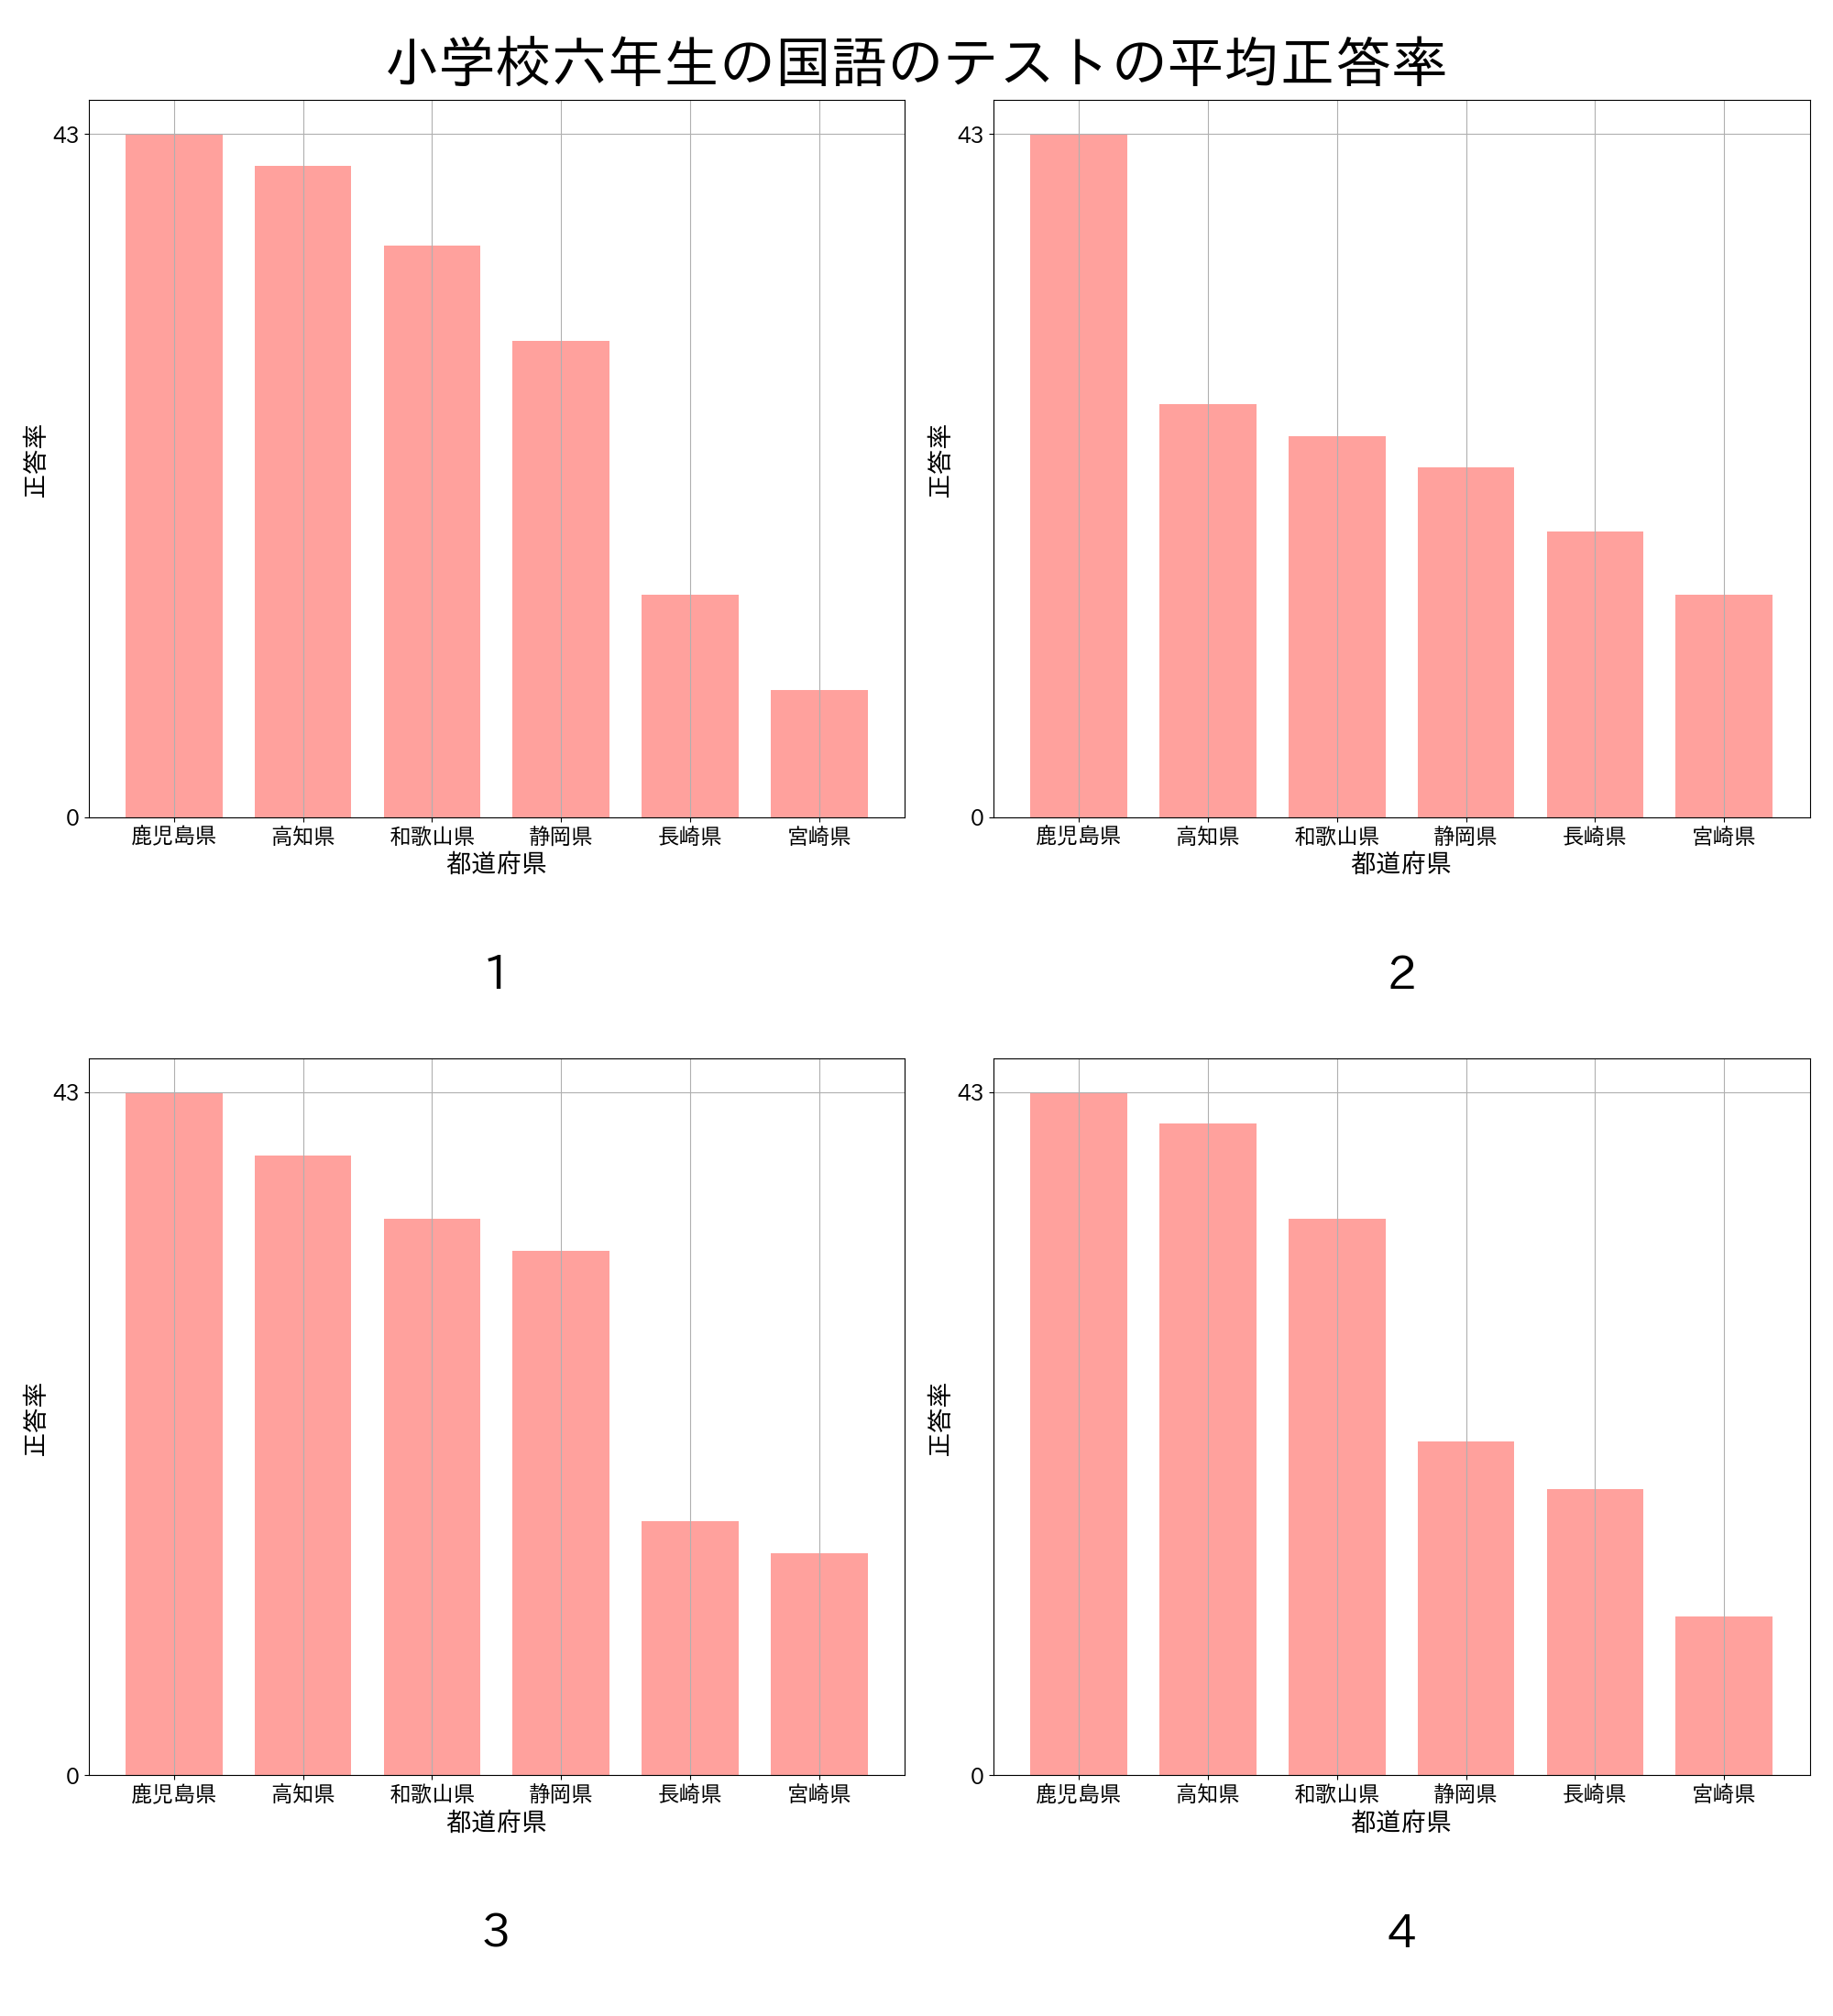 小学校六年生の国語のテストの平均正答率
43
0
正答率
鹿児島県 高知県 和歌山県 静岡県 長崎県 宮崎県
都道府県
1
43
0
正答率
鹿児島県 高知県 和歌山県 静岡県 長崎県 宮崎県
都道府県
2
43
0
正答率
鹿児島県 高知県 和歌山県 静岡県 長崎県 宮崎県
都道府県
3
43
0
正答率
鹿児島県 高知県 和歌山県 静岡県 長崎県 宮崎県
都道府県
4